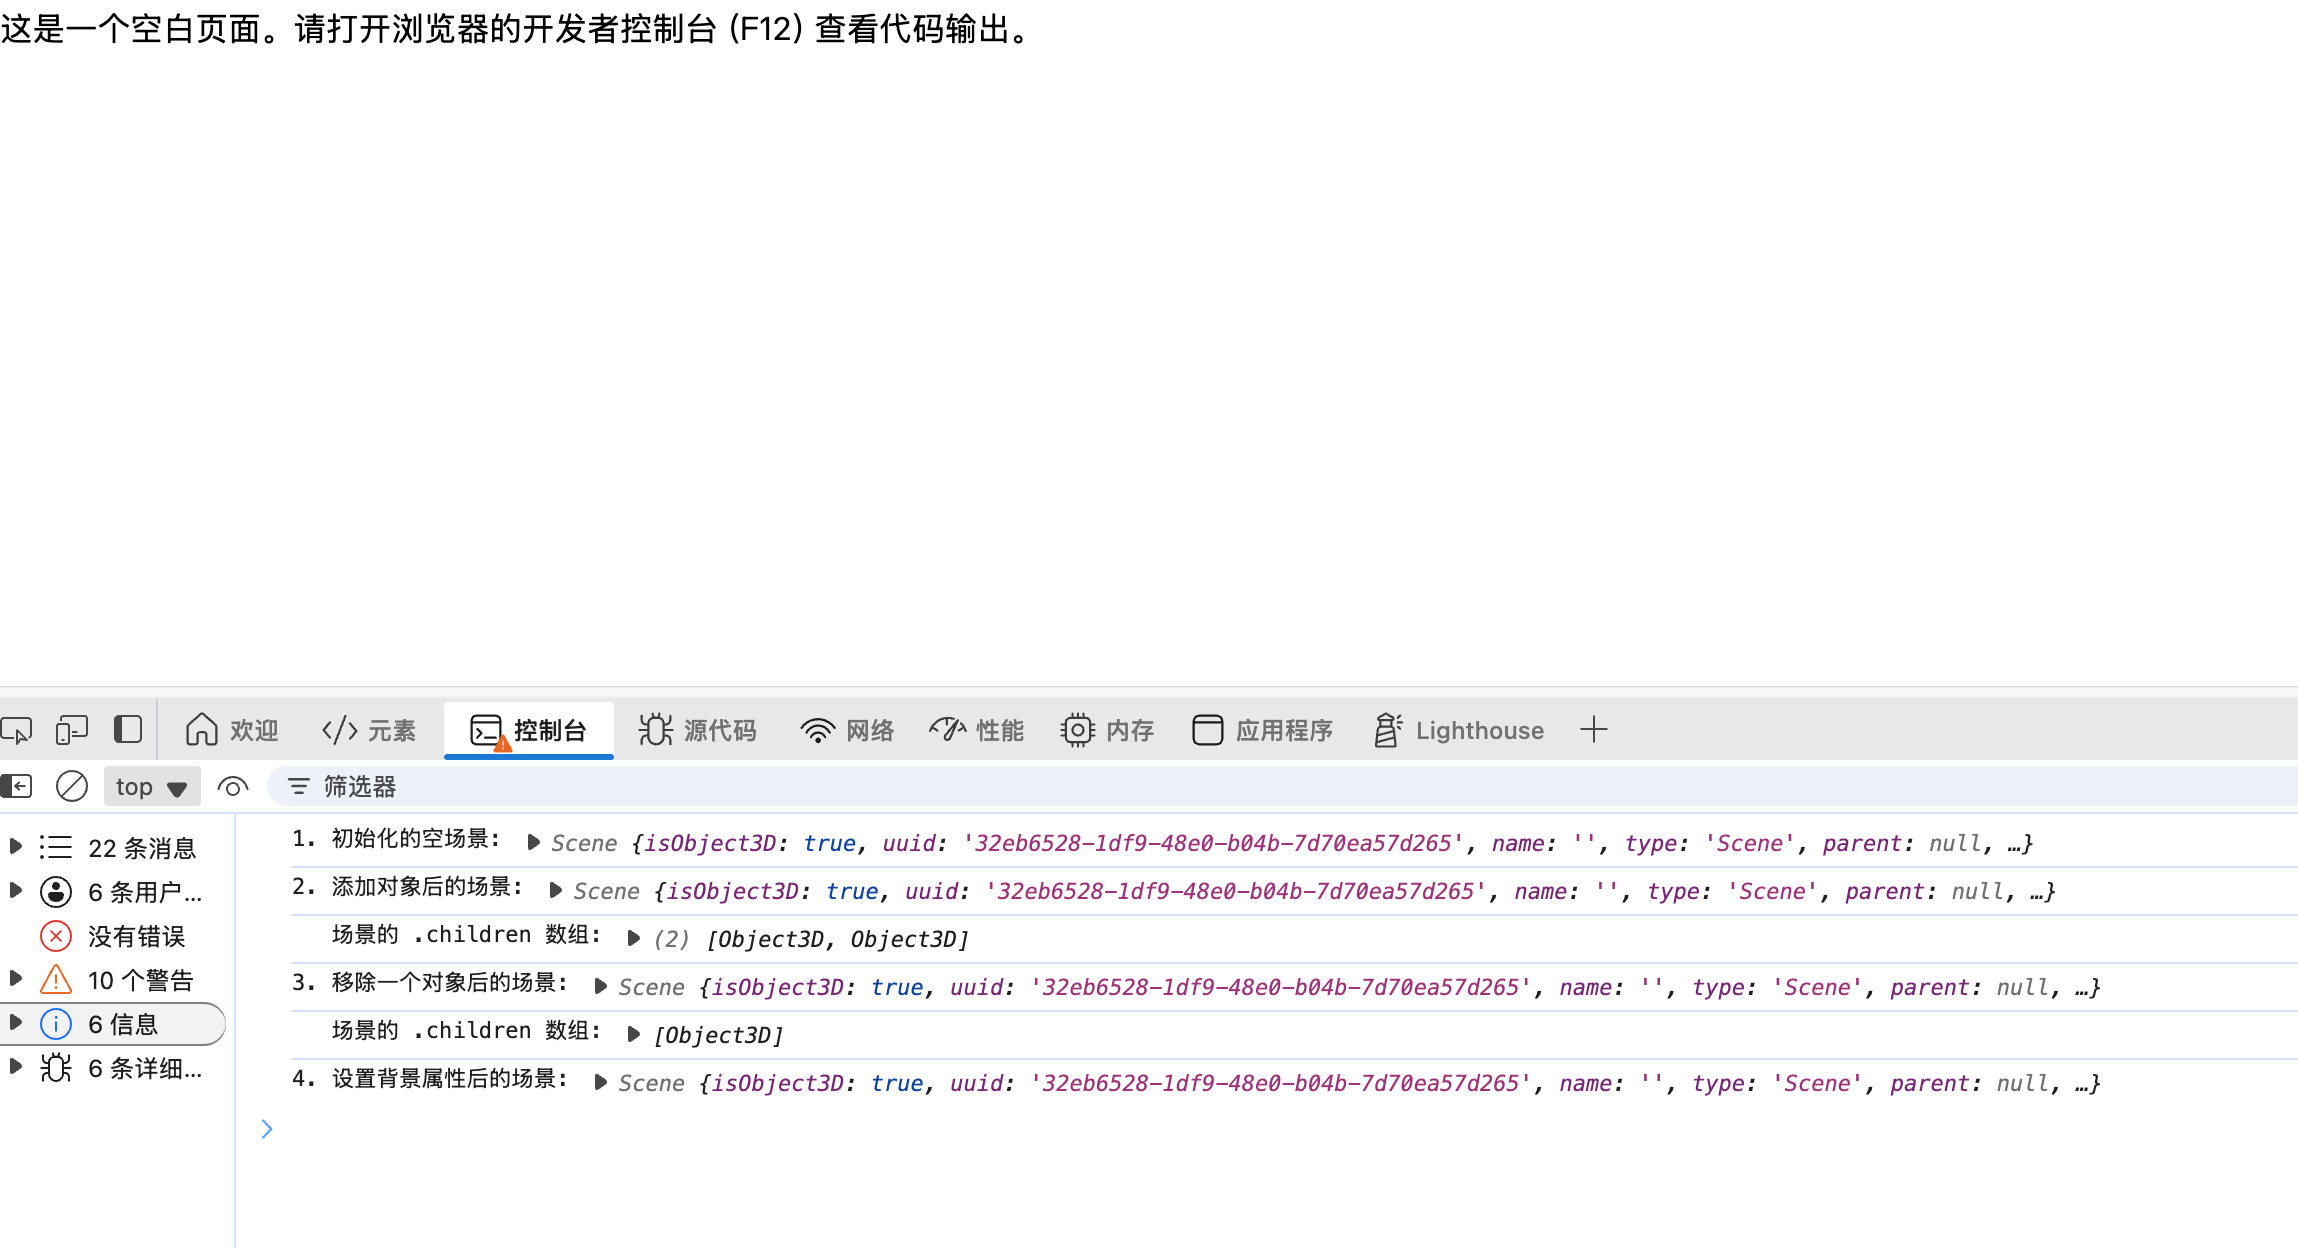 这是一个空白页面。请打开浏览器的开发者控制台 (F12) 查看代码输出。
欢迎 元素 控制台 源代码 网络 性能 内存 应用程序 Lighthouse
top 筛选器
22 条消息
6 条用户...
没有错误
10 个警告
6 信息
6 条详细...
1. 初始化的空场景: Scene {isObject3D: true, uuid: '32eb6528-1df9-48e0-b04b-7d70ea57d265', name: '', type: 'Scene', parent: null, …}
2. 添加对象后的场景: Scene {isObject3D: true, uuid: '32eb6528-1df9-48e0-b04b-7d70ea57d265', name: '', type: 'Scene', parent: null, …}
场景的 .children 数组: (2) [Object3D, Object3D]
3. 移除一个对象后的场景: Scene {isObject3D: true, uuid: '32eb6528-1df9-48e0-b04b-7d70ea57d265', name: '', type: 'Scene', parent: null, …}
场景的 .children 数组: [Object3D]
4. 设置背景属性后的场景: Scene {isObject3D: true, uuid: '32eb6528-1df9-48e0-b04b-7d70ea57d265', name: '', type: 'Scene', parent: null, …}